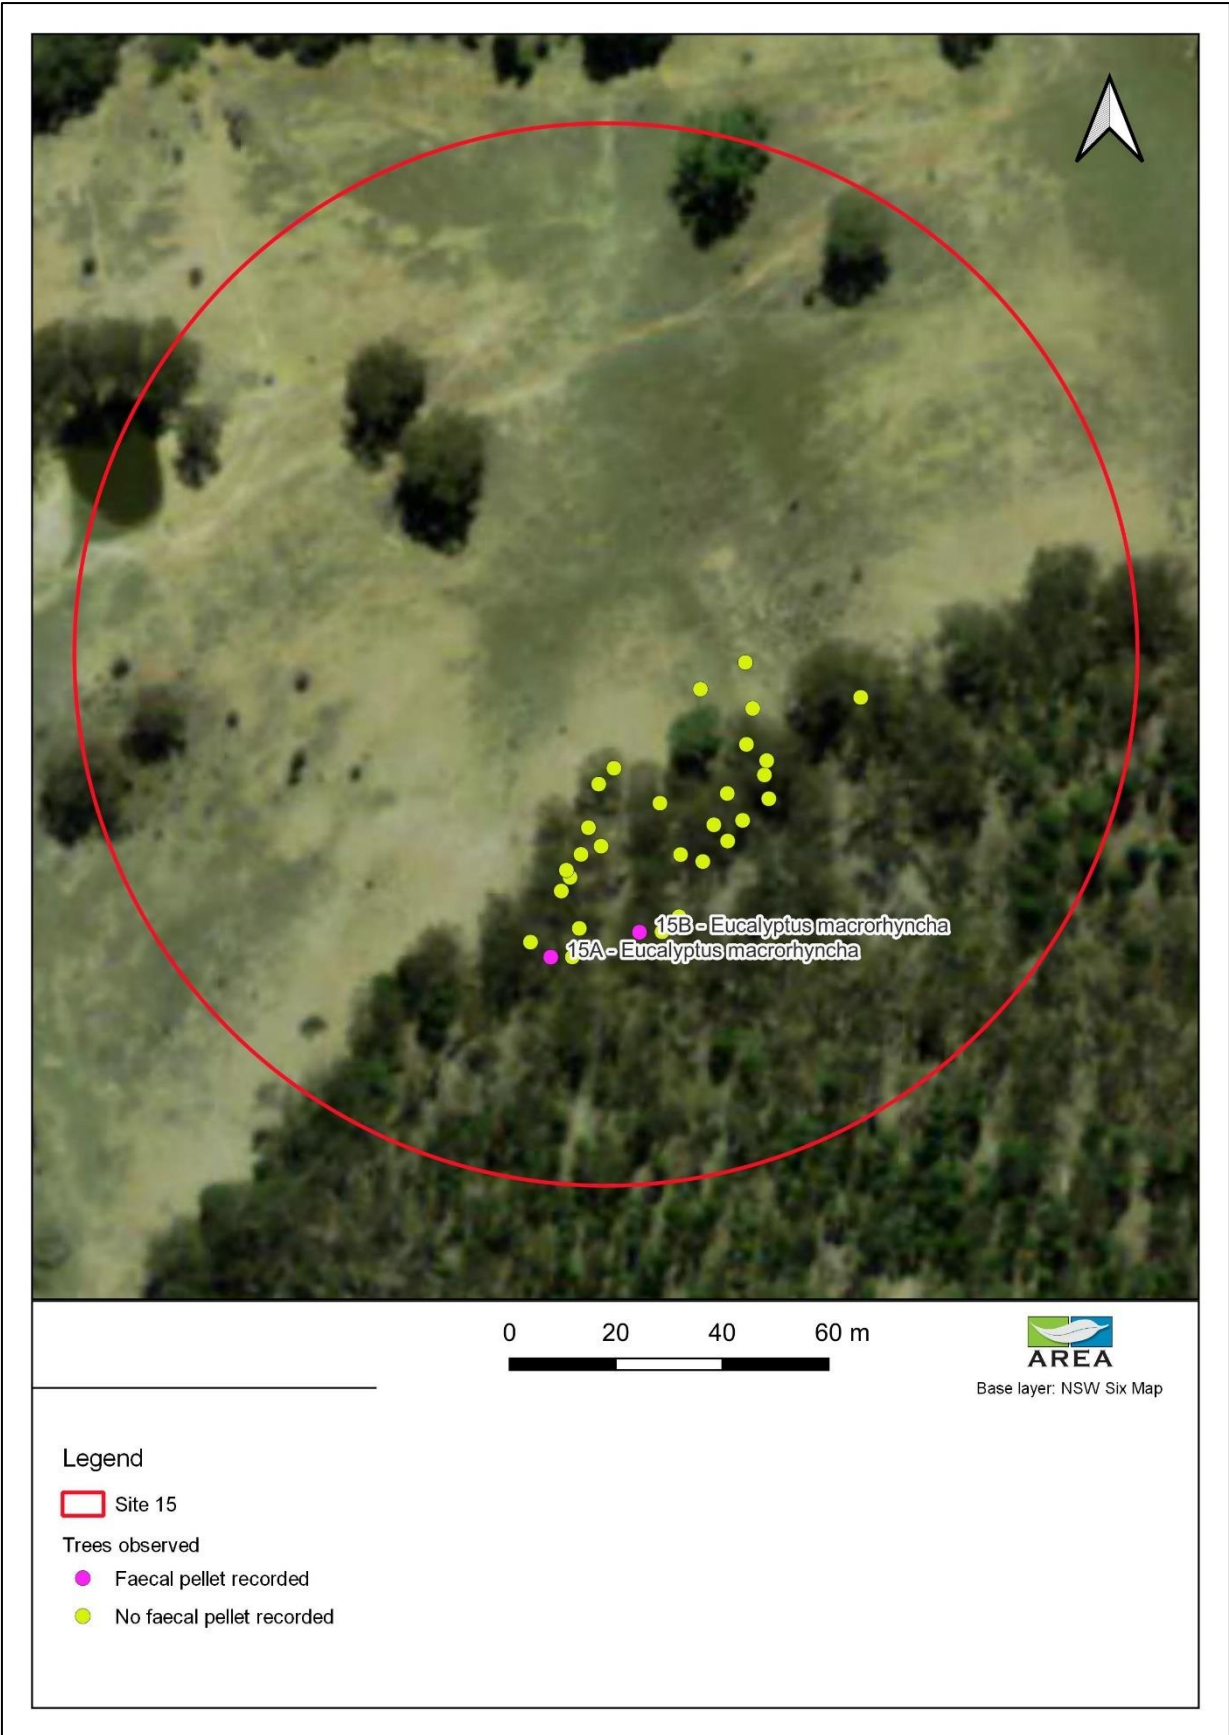 15B - Eucalyptus macrorhyncha
15A - Eucalyptus macrorhyncha
0 20 40 60 m
AREA
Base layer: NSW Six Map
Legend
Site 15
Trees observed
Faecal pellet recorded
No faecal pellet recorded